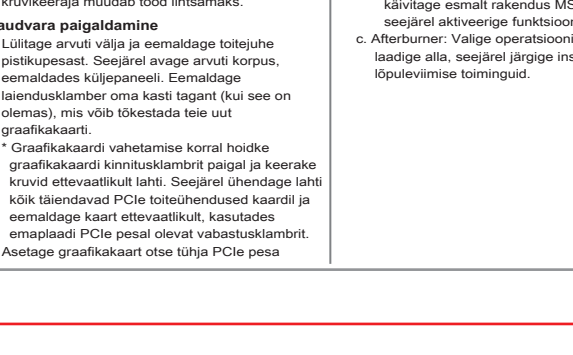 kruvikeeraja muudab tööd lihtsamaks.
audvara paigaldamine
Lülitage arvuti välja ja eemaldage toitejuhe
pistikupesast. Seejärel avage arvuti korpus,
eemaldades küljepaneeli. Eemaldage
laiendusklamber oma kasti tagant (kui see on
olemas), mis võib tõkestada teie uut
graafikakaarti.
* Graafikakaardi vahetamise korral hoidke
graafikakaardi kinnitusklambrit paigal ja keerake
kruvid ettevaatlikult lahti. Seejärel ühendage lahti
kõik täiendavad PCIe toiteühendused kaardil ja
eemaldage kaart ettevaatlikult, kasutades
emaplaadi PCIe pesal olevat vabastusklambrit.
Asetage graafikakaart otse tühja PCIe pesa
käivitage esmalt rakendus MS
seejärel aktiveerige funktsioon
c. Afterburner: Valige operatsiooni
laadige alla, seejärel järgige ins
lõpuleviimise toiminguid.